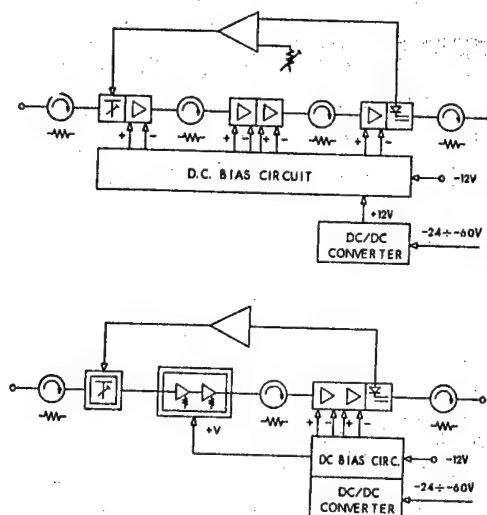 + - + - + - + -
D.C. BIAS CIRCUIT
-12V
+12V
-24÷-60V
DC/DC
CONVERTER
+V
+ - + -
DC BIAS CIRC.
-12V
DC/DC
CONVERTER
-24÷-60V